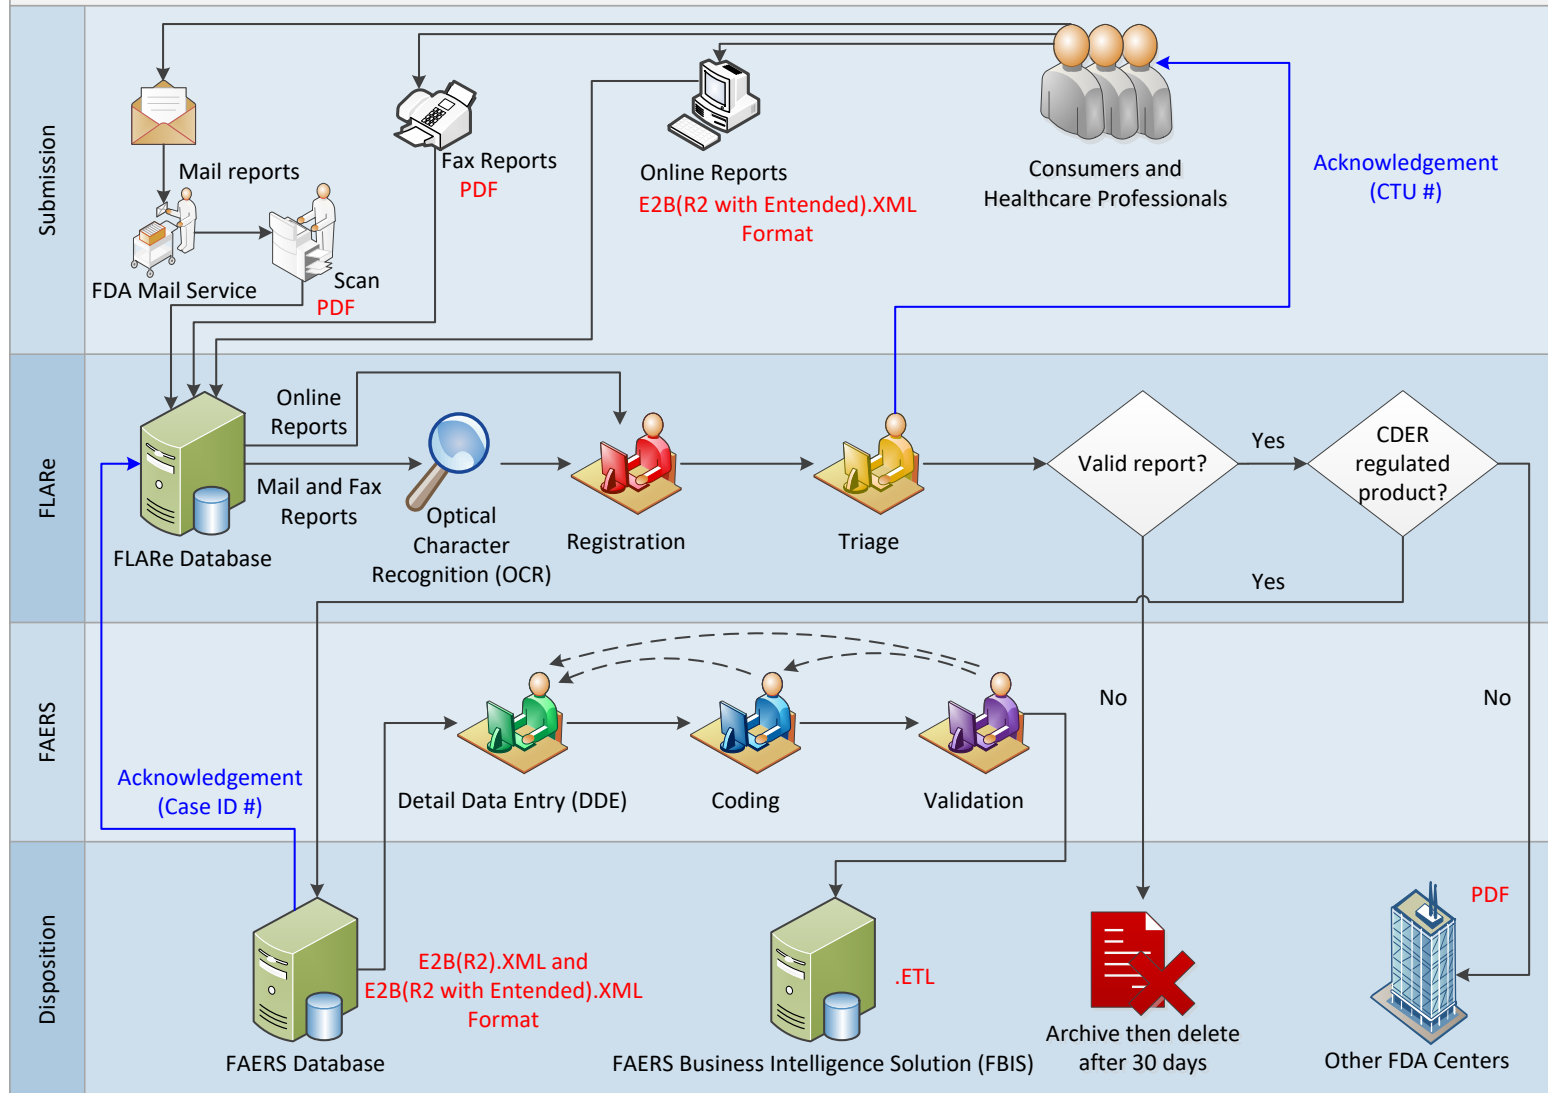 Submission
Mail reports
FDA Mail Service
Scan
PDF
Fax Reports
PDF
Online Reports
E2B(R2 with Entended).XML
Format
Consumers and
Healthcare Professionals
Acknowledgement
(CTU #)
FLARe
FLARe Database
Online
Reports
Mail and Fax
Reports
Optical
Character
Recognition (OCR)
Registration
Triage
Valid report?
Yes
CDER
regulated
product?
Yes
FAERS
Acknowledgement
(Case ID #)
Detail Data Entry (DDE)
Coding
Validation
No
No
Disposition
FAERS Database
E2B(R2).XML and
E2B(R2 with Entended).XML
Format
.ETL
FAERS Business Intelligence Solution (FBIS)
Archive then delete
after 30 days
PDF
Other FDA Centers